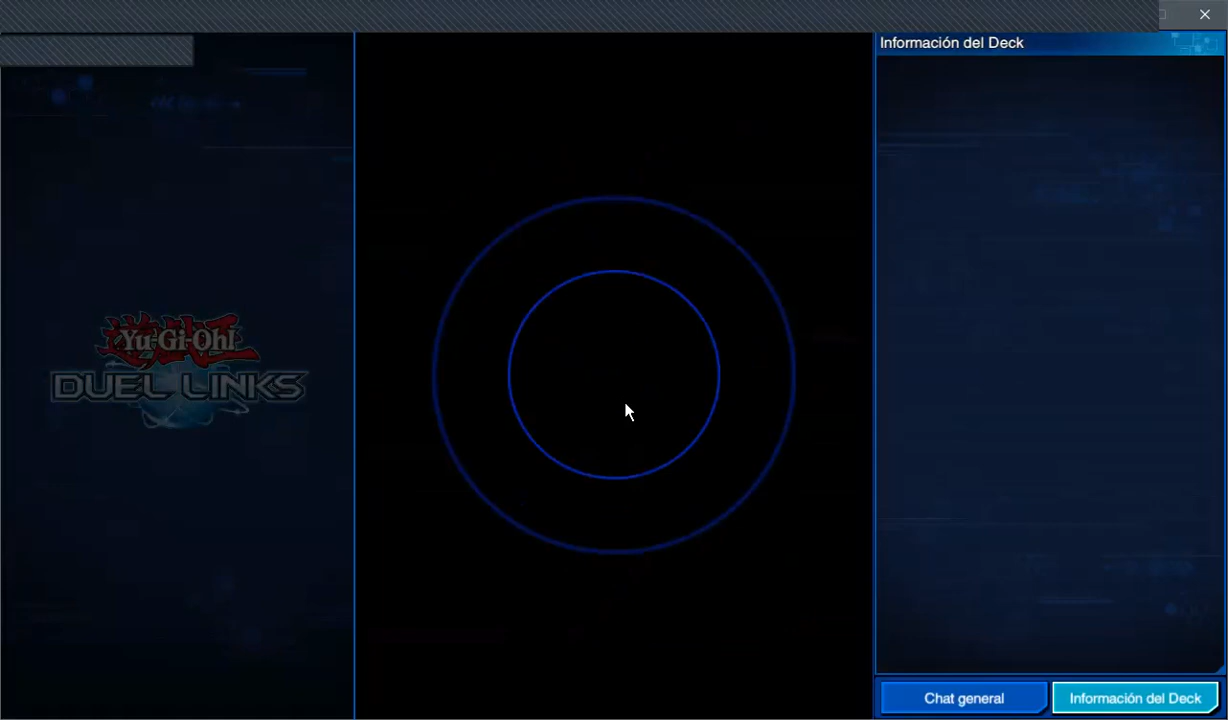 Información del Deck
Yu-Gi-Oh!
DUEL LINKS
Chat general
Información del Deck